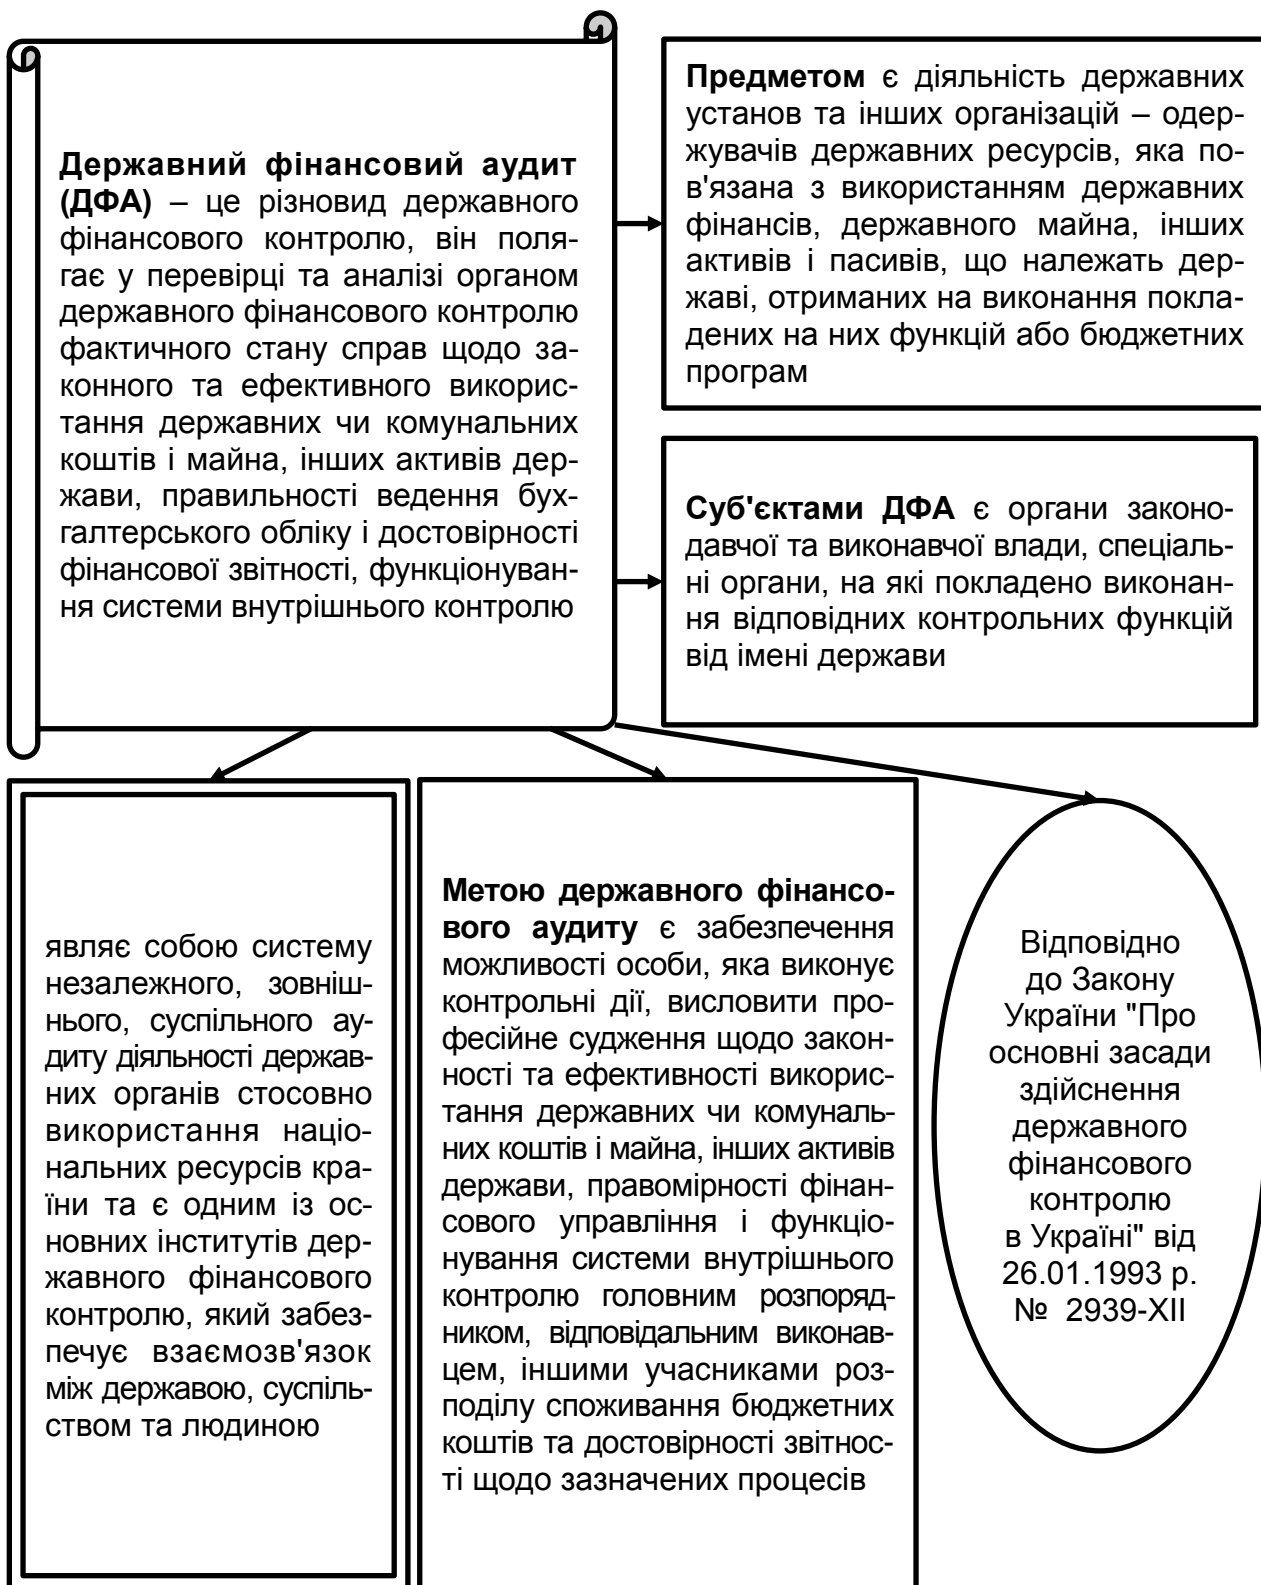 Державний фінансовий аудит
(ДФА) – це різновид державного
фінансового контролю, він поля-
гає у перевірці та аналізі органом
державного фінансового контролю
фактичного стану справ щодо за-
конного та ефективного викорис-
тання державних чи комунальних
коштів і майна, інших активів дер-
жави, правильності ведення бух-
галтерського обліку і достовірності
фінансової звітності, функціонуван-
ня системи внутрішнього контролю
Предметом є діяльність державних
установ та інших організацій – одер-
жувачів державних ресурсів, яка по-
в'язана з використанням державних
фінансів, державного майна, інших
активів і пасивів, що належать дер-
жаві, отриманих на виконання покла-
дених на них функцій або бюджетних
програм
Суб'єктами ДФА є органи законо-
давчої та виконавчої влади, спеціаль-
ні органи, на які покладено виконан-
ня відповідних контрольних функцій
від імені держави
являє собою систему
незалежного, зовніш-
нього, суспільного ау-
диту діяльності держав-
них органів стосовно
використання націо-
нальних ресурсів кра-
їни та є одним із ос-
новних інститутів дер-
жавного фінансового
контролю, який забез-
печує взаємозв'язок
між державою, суспіль-
ством та людиною
Метою державного фінансо-
вого аудиту є забезпечення
можливості особи, яка виконує
контрольні дії, висловити про-
фесійне судження щодо закон-
ності та ефективності викорис-
тання державних чи комуналь-
них коштів і майна, інших активів
держави, правомірності фінан-
сового управління і функціо-
нування системи внутрішнього
контролю головним розпоряд-
ником, відповідальним виконав-
цем, іншими учасниками роз-
поділу споживання бюджетних
коштів та достовірності звітнос-
ті щодо зазначених процесів
Відповідно
до Закону
України "Про
основні засади
здійснення
державного
фінансового
контролю
в Україні" від
26.01.1993 р.
№ 2939-XII